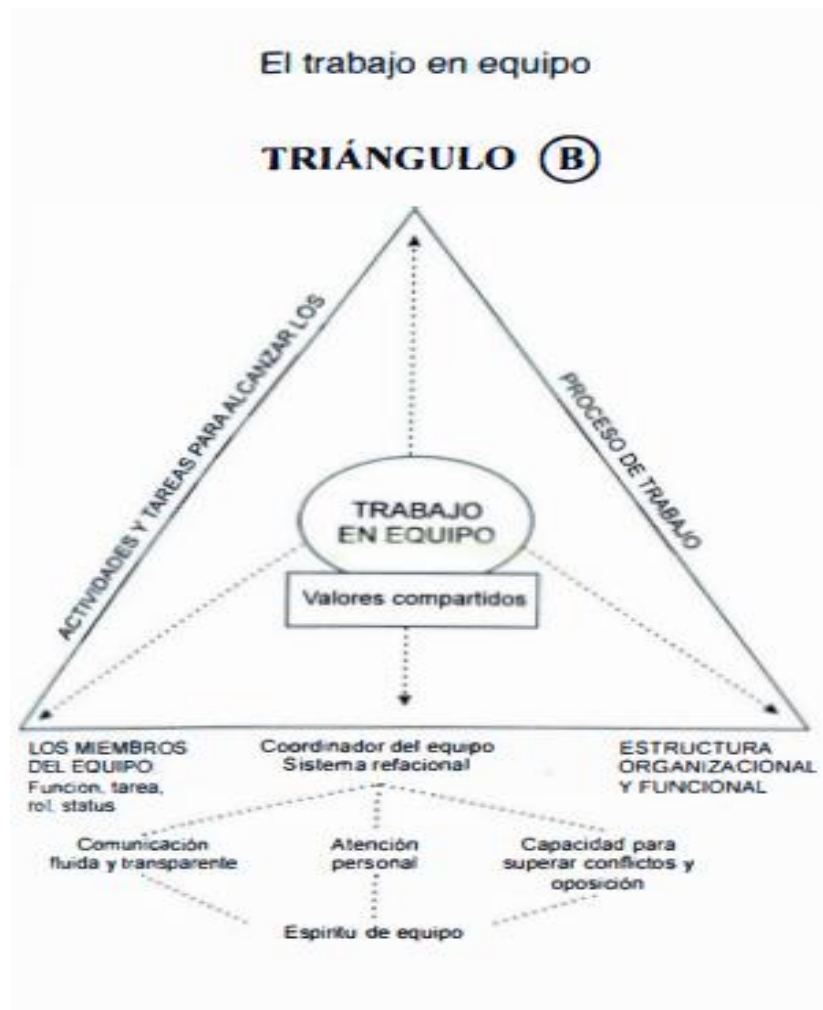 El trabajo en equipo
TRIÁNGULO B
ACTIVIDADES Y TAREAS PARA ALCANZAR LOS
PROCESO DE TRABAJO
TRABAJO
EN EQUIPO
Valores compartidos
LOS MIEMBROS
DEL EQUIPO
Función, tarea,
rol, status
Coordinador del equipo
Sistema refacional
ESTRUCTURA
ORGANIZACIONAL
Y FUNCIONAL
Comunicación
fluida y transparente
Atención
personal
Capacidad para
superar conflictos y
oposición
Espiritu de equipo